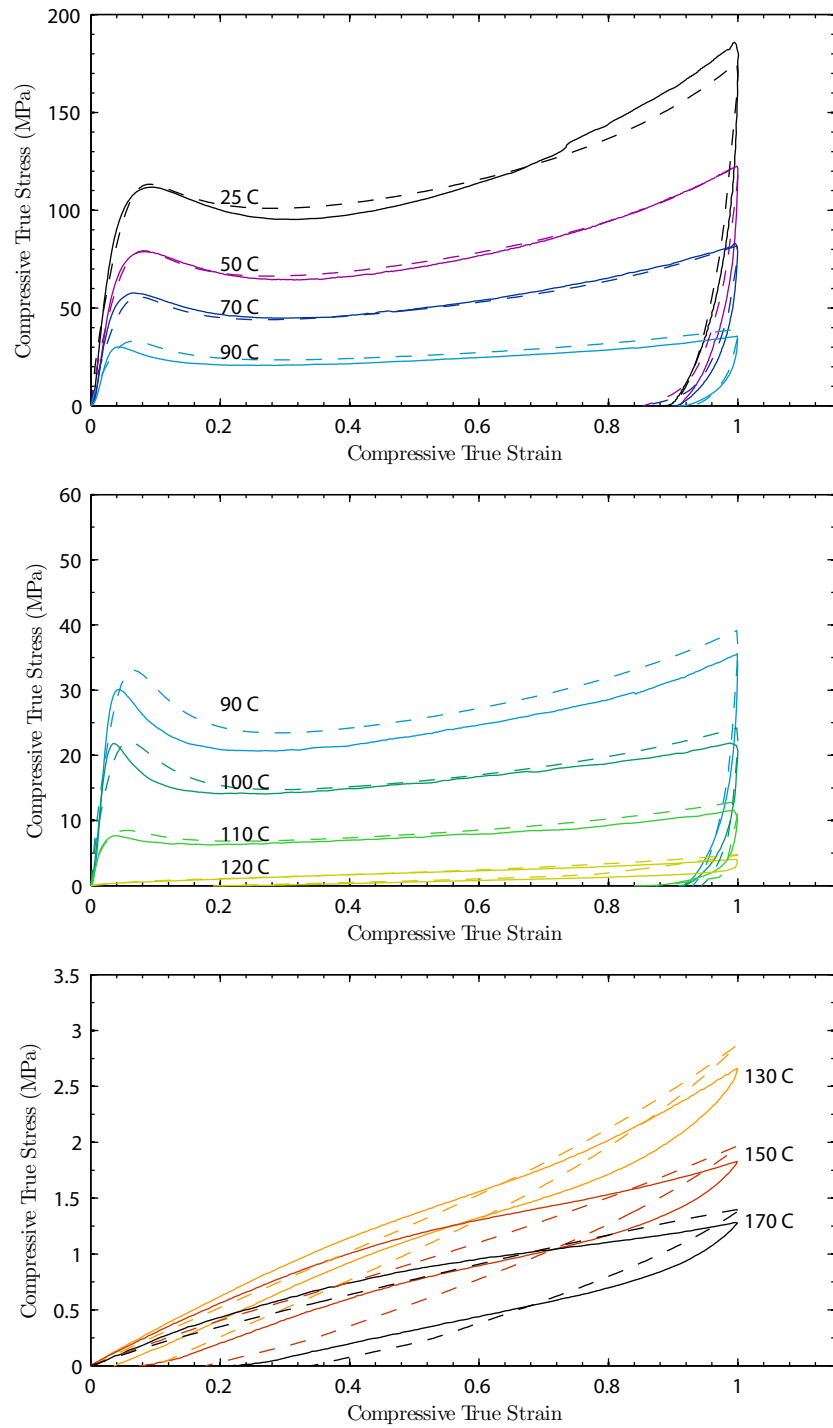 200
150
100
50
0
25 C
50 C
70 C
90 C
0 0.2 0.4 0.6 0.8 1
Compressive True Strain
Compressive True Stress (MPa)
60
50
40
30
20
10
0
90 C
100 C
110 C
120 C
0 0.2 0.4 0.6 0.8 1
Compressive True Strain
Compressive True Stress (MPa)
3.5
3
2.5
2
1.5
1
0.5
0
130 C
150 C
170 C
0 0.2 0.4 0.6 0.8 1
Compressive True Strain
Compressive True Stress (MPa)